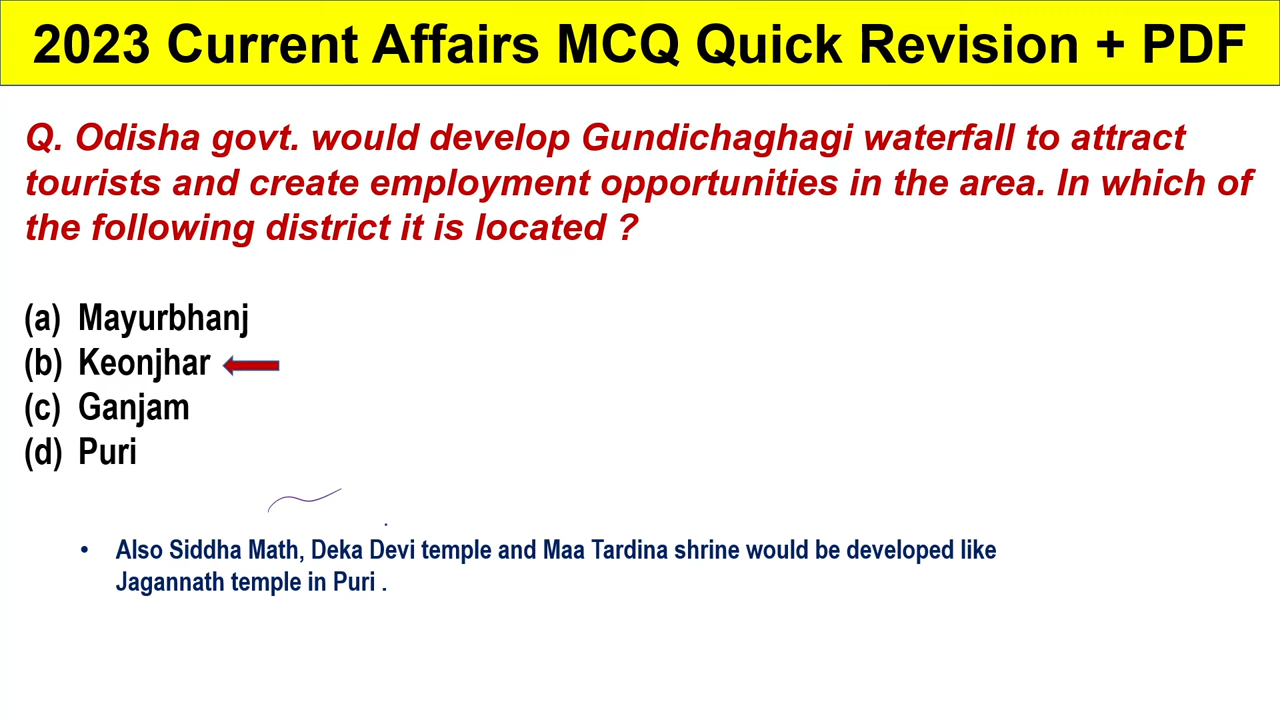 2023 Current Affairs MCQ Quick Revision + PDF
Q. Odisha govt. would develop Gundichaghagi waterfall to attract
tourists and create employment opportunities in the area. In which of
the following district it is located ?
(a) Mayurbhanj
(b) Keonjhar
(c) Ganjam
(d) Puri
• Also Siddha Math, Deka Devi temple and Maa Tardina shrine would be developed like
Jagannath temple in Puri .